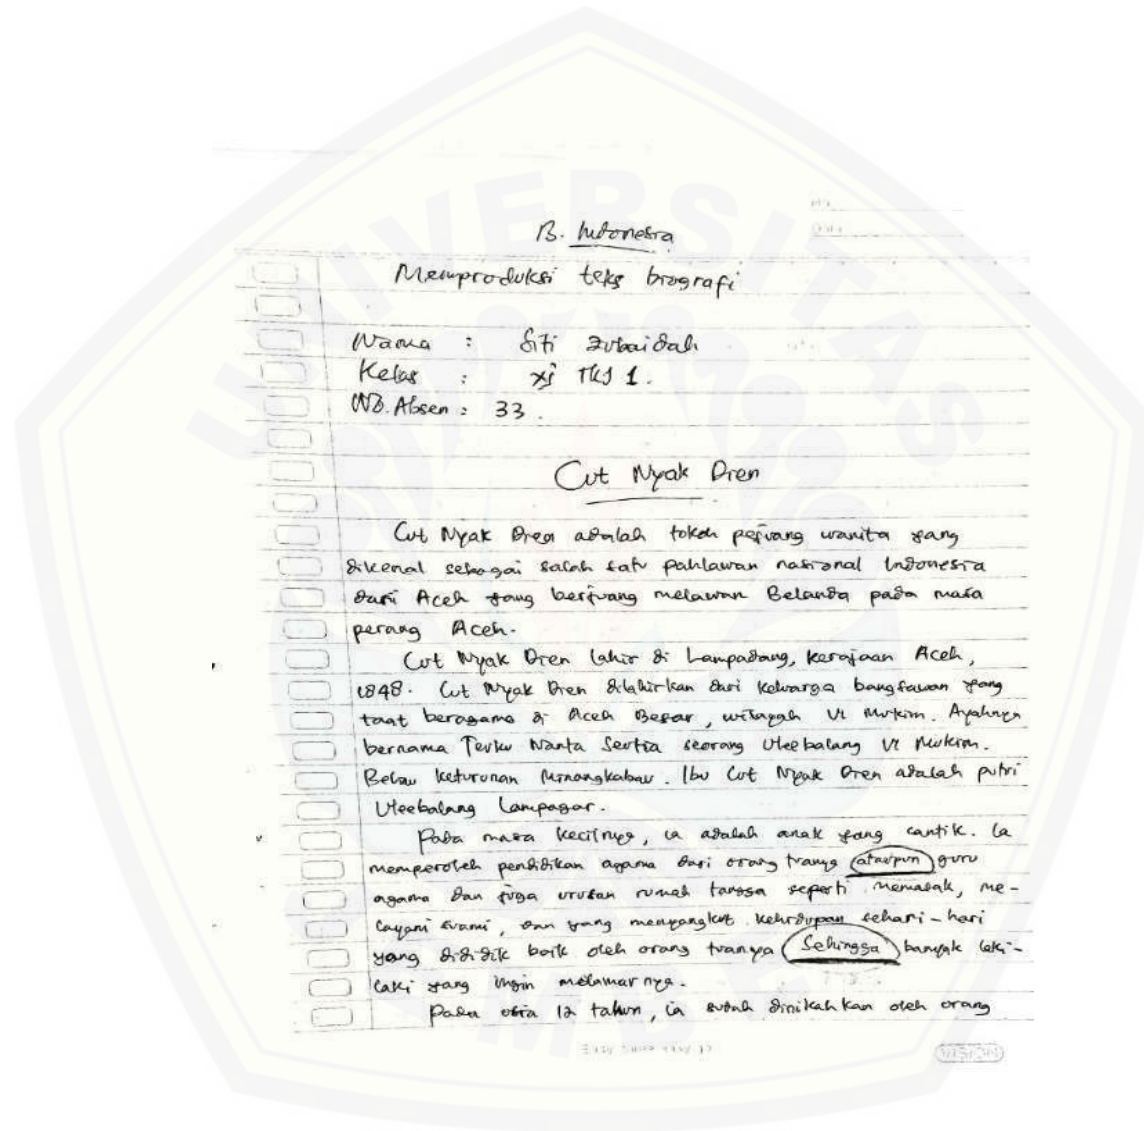 B. Indonesia
Memproduksi teks biografi
Nama : Siti Zubaidah
Kelas : XI TKJ 1.
NO. Absen : 33.
Cut Nyak Dien
Cut Nyak Dien adalah tokoh pejuang wanita yang
dikenal sebagai salah satu pahlawan nasional Indonesia
dari Aceh yang berjuang melawan Belanda pada masa
perang Aceh.
Cut Nyak Dien lahir di Lampadang, kerajaan Aceh,
1848. Cut Nyak Dien dilahirkan dari keluarga bangsawan yang
taat beragama di Aceh Besar, wilayah VI Mukim. Ayahnya
bernama Teuku Nanta Seutia seorang Uleebalang VI Mukim.
Beliau keturunan Minangkabau. Ibu Cut Nyak Dien adalah putri
Uleebalang Lampagar.
Pada masa kecilnya, ia adalah anak yang cantik. Ia
memperoleh pendidikan agama dari orang tuanya ataupun guru
agama dan juga urusan rumah tangga seperti memasak, me-
layani suami, dan yang menyangkut kehidupan sehari-hari
yang dididik baik oleh orang tuanya Sehingga banyak laki-
laki yang ingin melamarnya.
Pada usia 12 tahun, ia sudah dinikahkan oleh orang
VISION
UNIVERSITAS